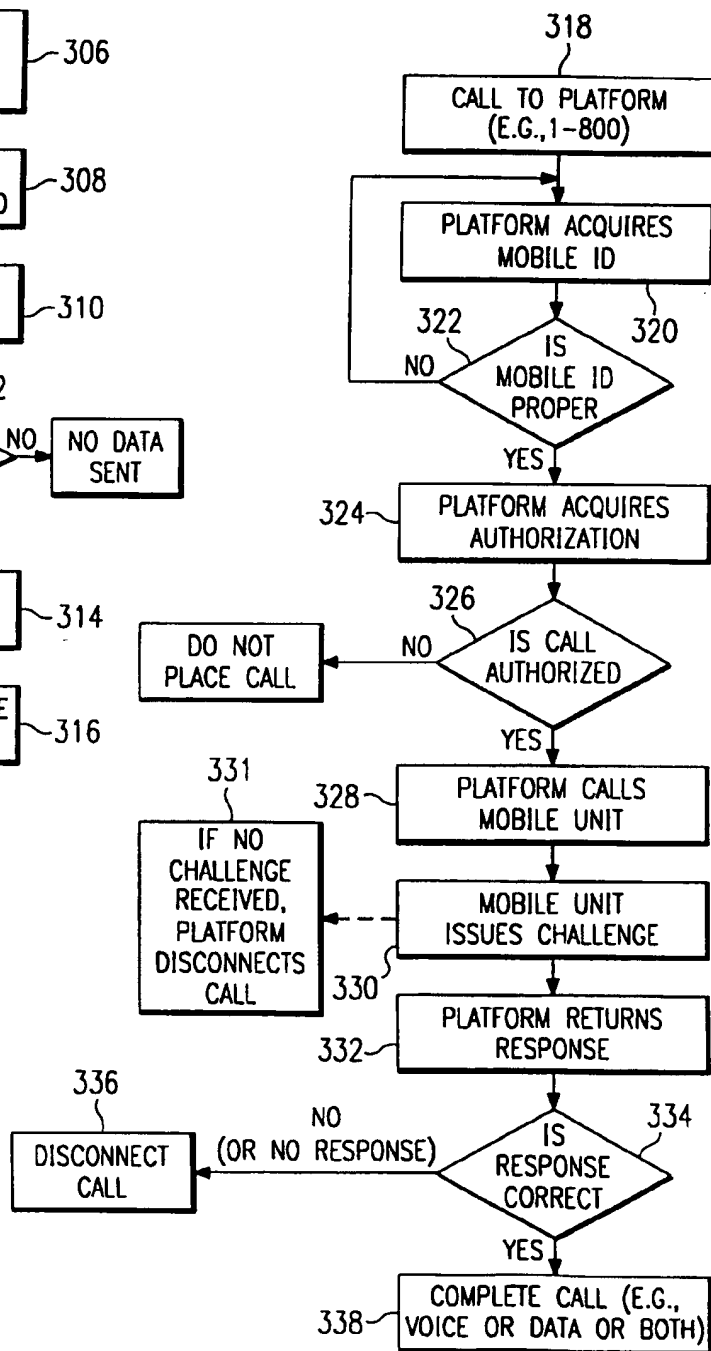 306
308
D
310
2
NO
NO DATA
SENT
314
E
316
318
CALL TO PLATFORM
(E.G.,1-800)
PLATFORM ACQUIRES
MOBILE ID
320
322
IS
MOBILE ID
PROPER
NO
YES
324
PLATFORM ACQUIRES
AUTHORIZATION
326
IS CALL
AUTHORIZED
NO
DO NOT
PLACE CALL
YES
328
PLATFORM CALLS
MOBILE UNIT
331
IF NO
CHALLENGE
RECEIVED,
PLATFORM
DISCONNECTS
CALL
MOBILE UNIT
ISSUES CHALLENGE
330
PLATFORM RETURNS
RESPONSE
332
334
IS
RESPONSE
CORRECT
NO
(OR NO RESPONSE)
336
DISCONNECT
CALL
YES
COMPLETE CALL (E.G.,
VOICE OR DATA OR BOTH)
338